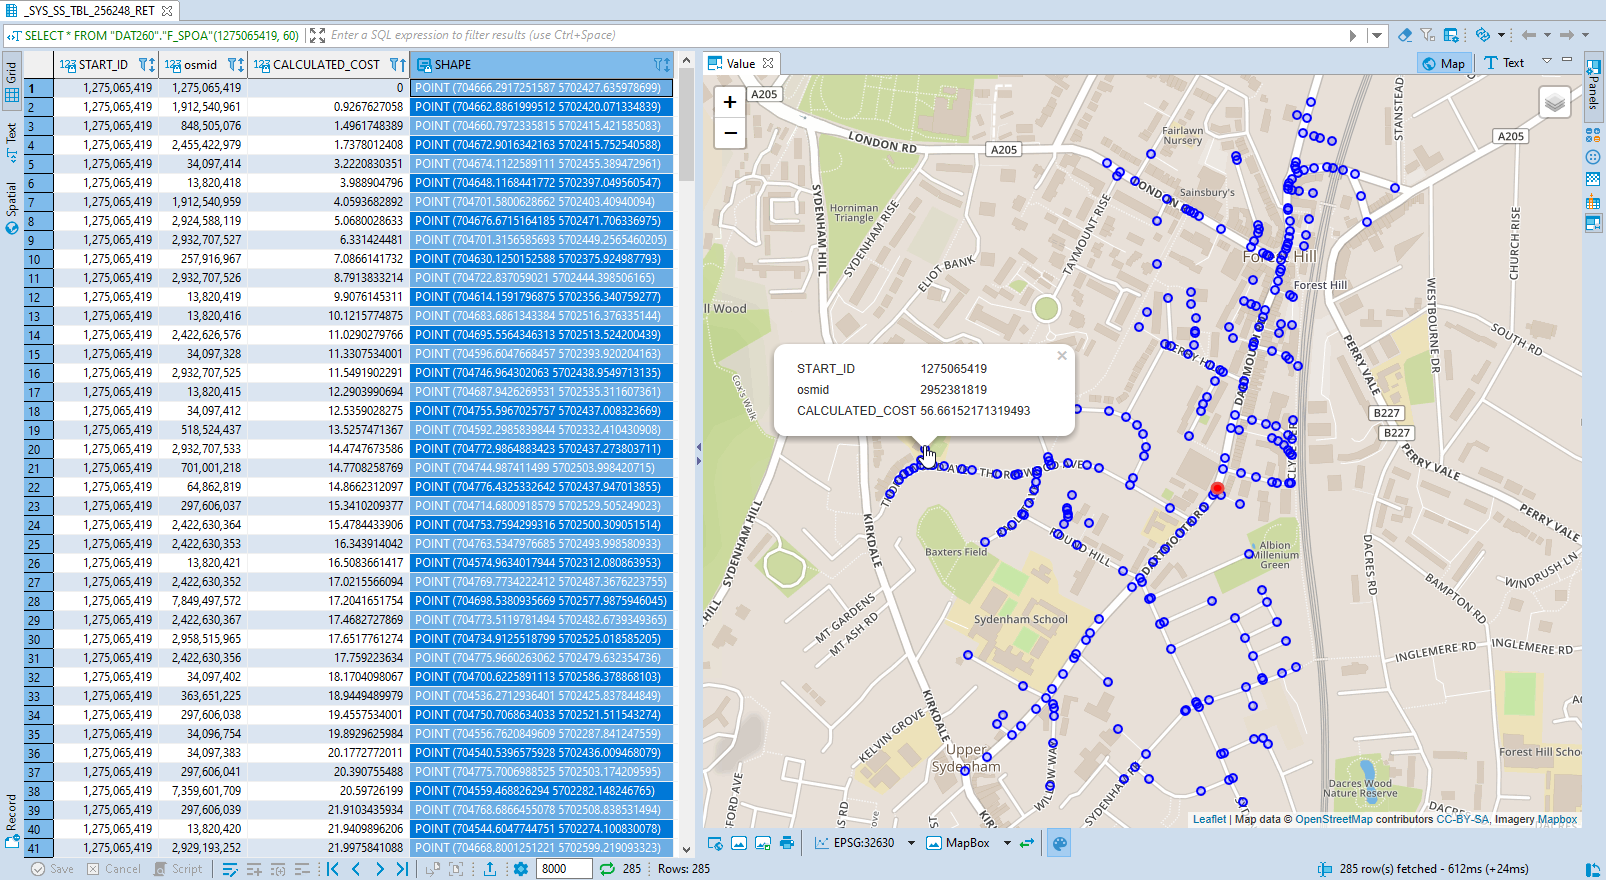 _SYS_SS_TBL_256248_RET
SELECT * FROM "DAT260"."F_SPOA"(1275065419, 60)
Enter a SQL expression to filter results (use Ctrl+Space)
Grid
Text
Spatial
Record
START_ID osmid CALCULATED_COST SHAPE
1 1,275,065,419 1,275,065,419 0 POINT (704666.2917251587 5702427.635978699)
2 1,275,065,419 1,912,540,961 0.9267627058 POINT (704662.8861999512 5702420.071334839)
3 1,275,065,419 848,505,076 1.4961748389 POINT (704660.7972335815 5702415.421585083)
4 1,275,065,419 2,455,422,979 1.7378012408 POINT (704672.9016342163 5702415.752540588)
5 1,275,065,419 34,097,414 3.2220830351 POINT (704674.1122589111 5702455.389472961)
6 1,275,065,419 13,820,418 3.988904796 POINT (704648.1168441772 5702397.049560547)
7 1,275,065,419 1,912,540,959 4.0593682892 POINT (704701.5800628662 5702403.40940094)
8 1,275,065,419 2,924,588,119 5.0680028633 POINT (704676.6715164185 5702471.706336975)
9 1,275,065,419 2,932,707,527 6.331424481 POINT (704701.3156585693 5702449.2565460205)
10 1,275,065,419 257,916,967 7.0866141732 POINT (704630.1250152588 5702375.924987793)
11 1,275,065,419 2,932,707,526 8.7913833214 POINT (704722.837059021 5702444.398506165)
12 1,275,065,419 13,820,419 9.9076145311 POINT (704614.1591796875 5702356.340759277)
13 1,275,065,419 13,820,416 10.1215774875 POINT (704683.6861343384 5702516.376335144)
14 1,275,065,419 2,422,626,576 11.0290279766 POINT (704695.5564346313 5702513.524200439)
15 1,275,065,419 34,097,328 11.3307534001 POINT (704596.6047668457 5702393.920204163)
16 1,275,065,419 2,932,707,525 11.5491902291 POINT (704746.964302063 5702438.9549713135)
17 1,275,065,419 13,820,415 12.2903990694 POINT (704687.9426269531 5702535.311607361)
18 1,275,065,419 34,097,412 12.5359028275 POINT (704755.5967025757 5702437.008323669)
19 1,275,065,419 518,524,437 13.5257471367 POINT (704592.2985839844 5702332.410430908)
20 1,275,065,419 2,932,707,533 14.4747673586 POINT (704772.9864883423 5702437.273803711)
21 1,275,065,419 701,001,218 14.7708258769 POINT (704744.987411499 5702503.998420715)
22 1,275,065,419 64,862,819 14.8662312097 POINT (704776.4325332642 5702437.947013855)
23 1,275,065,419 297,606,037 15.3410209377 POINT (704714.6800918579 5702529.505249023)
24 1,275,065,419 2,422,630,364 15.4784433906 POINT (704753.7594299316 5702500.309051514)
25 1,275,065,419 2,422,630,353 16.343914042 POINT (704763.5347976685 5702493.998580933)
26 1,275,065,419 13,820,421 16.5083661417 POINT (704574.9634017944 5702312.080863953)
27 1,275,065,419 2,422,630,352 17.0215566094 POINT (704769.7734222412 5702487.3676223755)
28 1,275,065,419 7,849,497,572 17.2041651754 POINT (704698.5380935669 5702577.9875946045)
29 1,275,065,419 2,422,630,367 17.4682727869 POINT (704773.5119781494 5702482.6739349365)
30 1,275,065,419 2,958,515,965 17.6517761274 POINT (704734.9125518799 5702525.018585205)
31 1,275,065,419 2,422,630,356 17.759223634 POINT (704775.9660263062 5702479.632354736)
32 1,275,065,419 34,097,402 18.1704098067 POINT (704700.6225891113 5702586.378868103)
33 1,275,065,419 363,651,225 18.9449489979 POINT (704536.2712936401 5702425.837844849)
34 1,275,065,419 297,606,038 19.4557534001 POINT (704750.7068634033 5702521.511543274)
35 1,275,065,419 34,096,754 19.8929625984 POINT (704556.7620849609 5702287.841247559)
36 1,275,065,419 34,097,383 20.1772772011 POINT (704540.5396575928 5702436.009468079)
37 1,275,065,419 297,606,041 20.390755488 POINT (704775.7006988525 5702503.174209595)
38 1,275,065,419 7,359,601,709 20.59726199 POINT (704559.468826294 5702282.148246765)
39 1,275,065,419 297,606,039 21.9103435934 POINT (704768.6866455078 5702508.838531494)
40 1,275,065,419 13,820,420 21.9409896206 POINT (704544.6047744751 5702274.100830078)
41 1,275,065,419 2,929,193,252 21.9975841088 POINT (704668.8001251221 5702599.219093323)
Value
Map
Text
Panels
+
−
A205
A205
A205
LONDON RD
LONDON
STANSTEAD
Fairlawn
Nursery
Sainsbury's
Horniman
Triangle
SYDENHAM HILL
SYDENHAM RISE
ELIOT BANK
TAYMOUNT RISE
Forest Hill
Forest Hill
CHURCH RISE
WESTBOURNE DR
SOUTH RD
PERRY VALE
ll Wood
Cox's Walk
B227
B227
PERRY VALE
PERRY VALE
START_ID 1275065419
osmid 2952381819
CALCULATED_COST 56.66152171319493
KIRKDALE
SYDENHAM HILL
HILL
Baxters Field
ROUND HILL
DARTMOUTH
Albion
Millenium
Green
DACRES RD
WINDRUSH LN
BAMPTON RD
MT GARDENS
MT ASH RD
Sydenham School
INGLEMERE RD
INGLEMERE RD
KIRKDALE
KELVIN GROVE
Upper
Sydenham
SYDENHAM
Forest Hill Scho
Dacres Wood
Nature Reserve
DACRES
Leaflet | Map data © OpenStreetMap contributors CC-BY-SA, Imagery Mapbox
EPSG:32630
MapBox
Save
Cancel
Script
8000
285
Rows: 285
285 row(s) fetched - 612ms (+24ms)